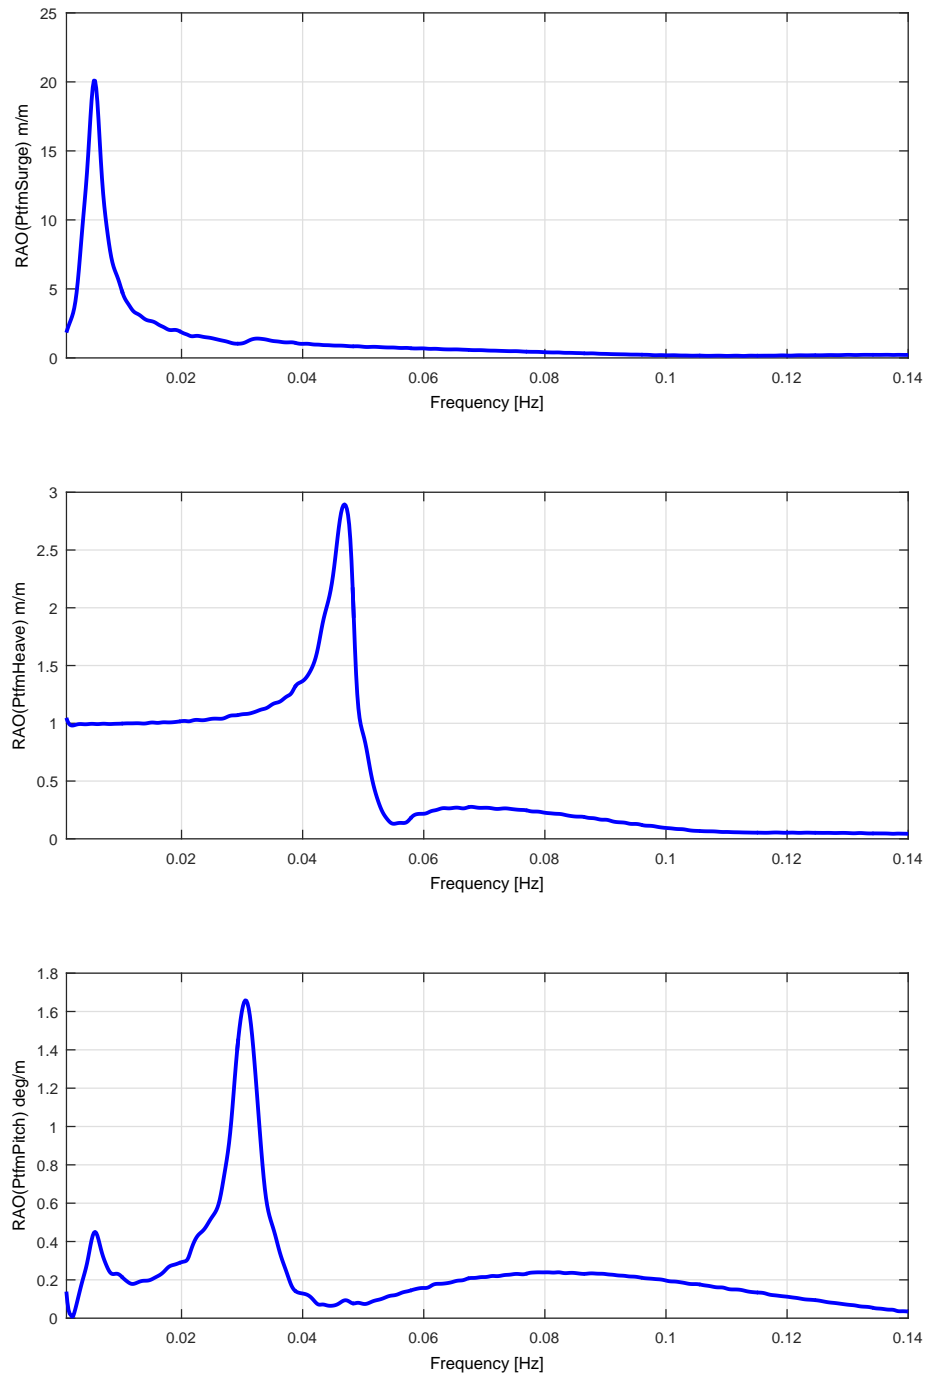 RAO(PtfmSurge) m/m
25
20
15
10
5
0
0.02 0.04 0.06 0.08 0.1 0.12 0.14
Frequency [Hz]
RAO(PtfmHeave) m/m
3
2.5
2
1.5
1
0.5
0
0.02 0.04 0.06 0.08 0.1 0.12 0.14
Frequency [Hz]
RAO(PtfmPitch) deg/m
1.8
1.6
1.4
1.2
1
0.8
0.6
0.4
0.2
0
0.02 0.04 0.06 0.08 0.1 0.12 0.14
Frequency [Hz]